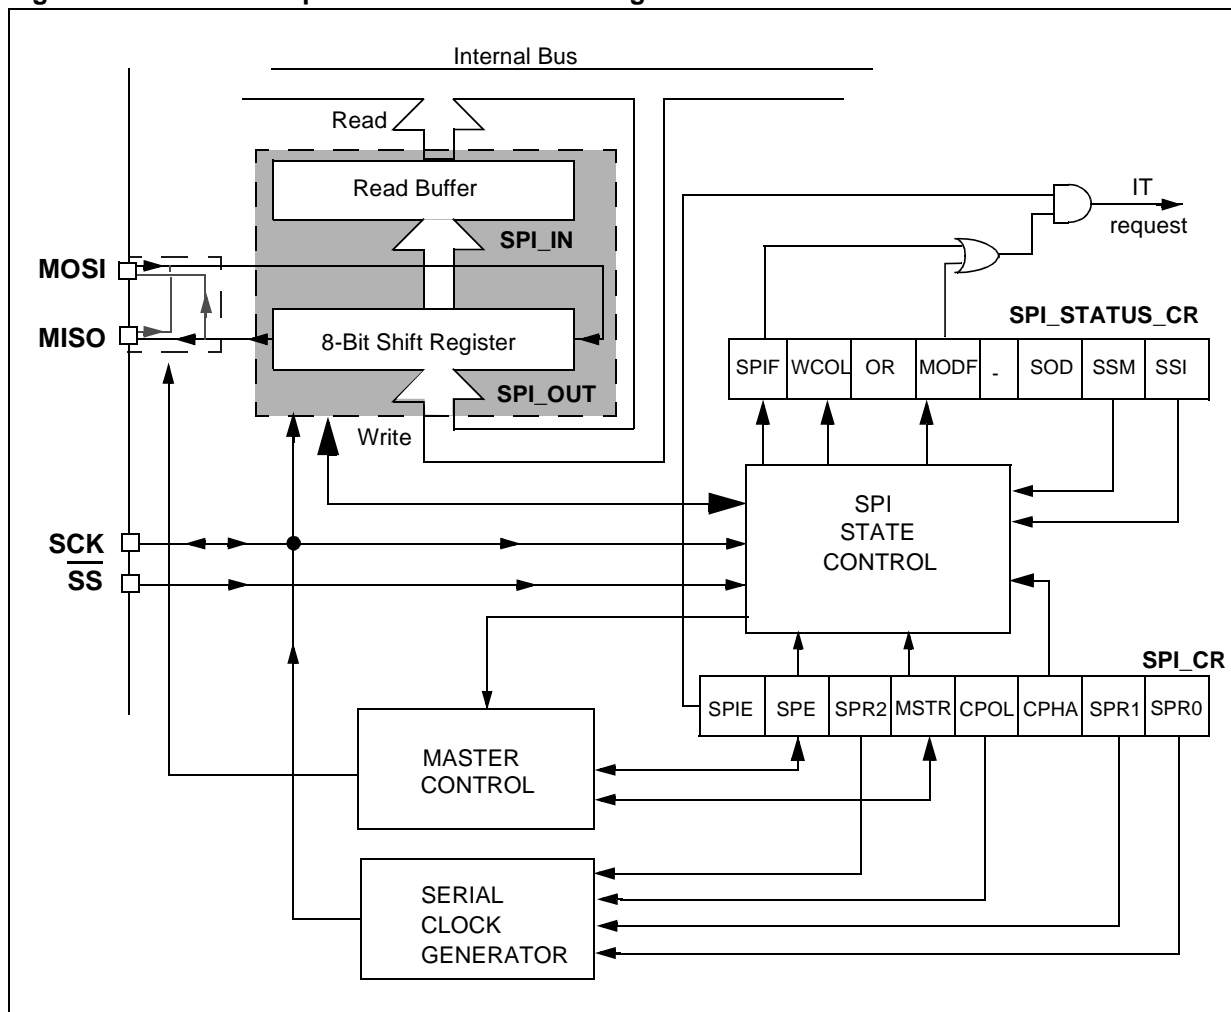 Internal Bus
Read
Read Buffer
SPI_IN
IT
request
MOSI
MISO
8-Bit Shift Register
SPI_OUT
Write
SPI_STATUS_CR
SPIF WCOL OR MODF - SOD SSM SSI
SPI
STATE
CONTROL
SCK
SS
SPI_CR
SPIE SPE SPR2 MSTR CPOL CPHA SPR1 SPR0
MASTER
CONTROL
SERIAL
CLOCK
GENERATOR